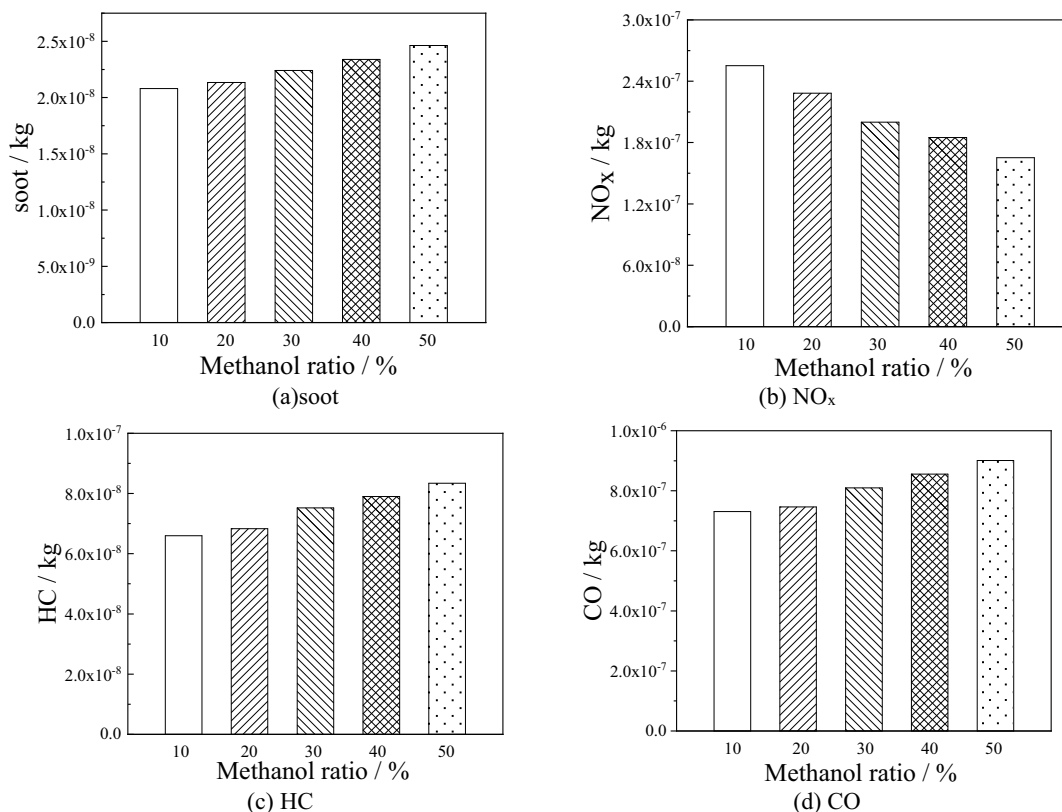 2.5x10-8
2.0x10-8
1.5x10-8
1.0x10-8
5.0x10-9
0.0
soot / kg
10 20 30 40 50
Methanol ratio / %
(a)soot
3.0x10-7
2.4x10-7
1.8x10-7
1.2x10-7
6.0x10-8
0.0
NOX / kg
10 20 30 40 50
Methanol ratio / %
(b) NOx
1.0x10-7
8.0x10-8
6.0x10-8
4.0x10-8
2.0x10-8
0.0
HC / kg
10 20 30 40 50
Methanol ratio / %
(c) HC
1.0x10-6
8.0x10-7
6.0x10-7
4.0x10-7
2.0x10-7
0.0
CO / kg
10 20 30 40 50
Methanol ratio / %
(d) CO